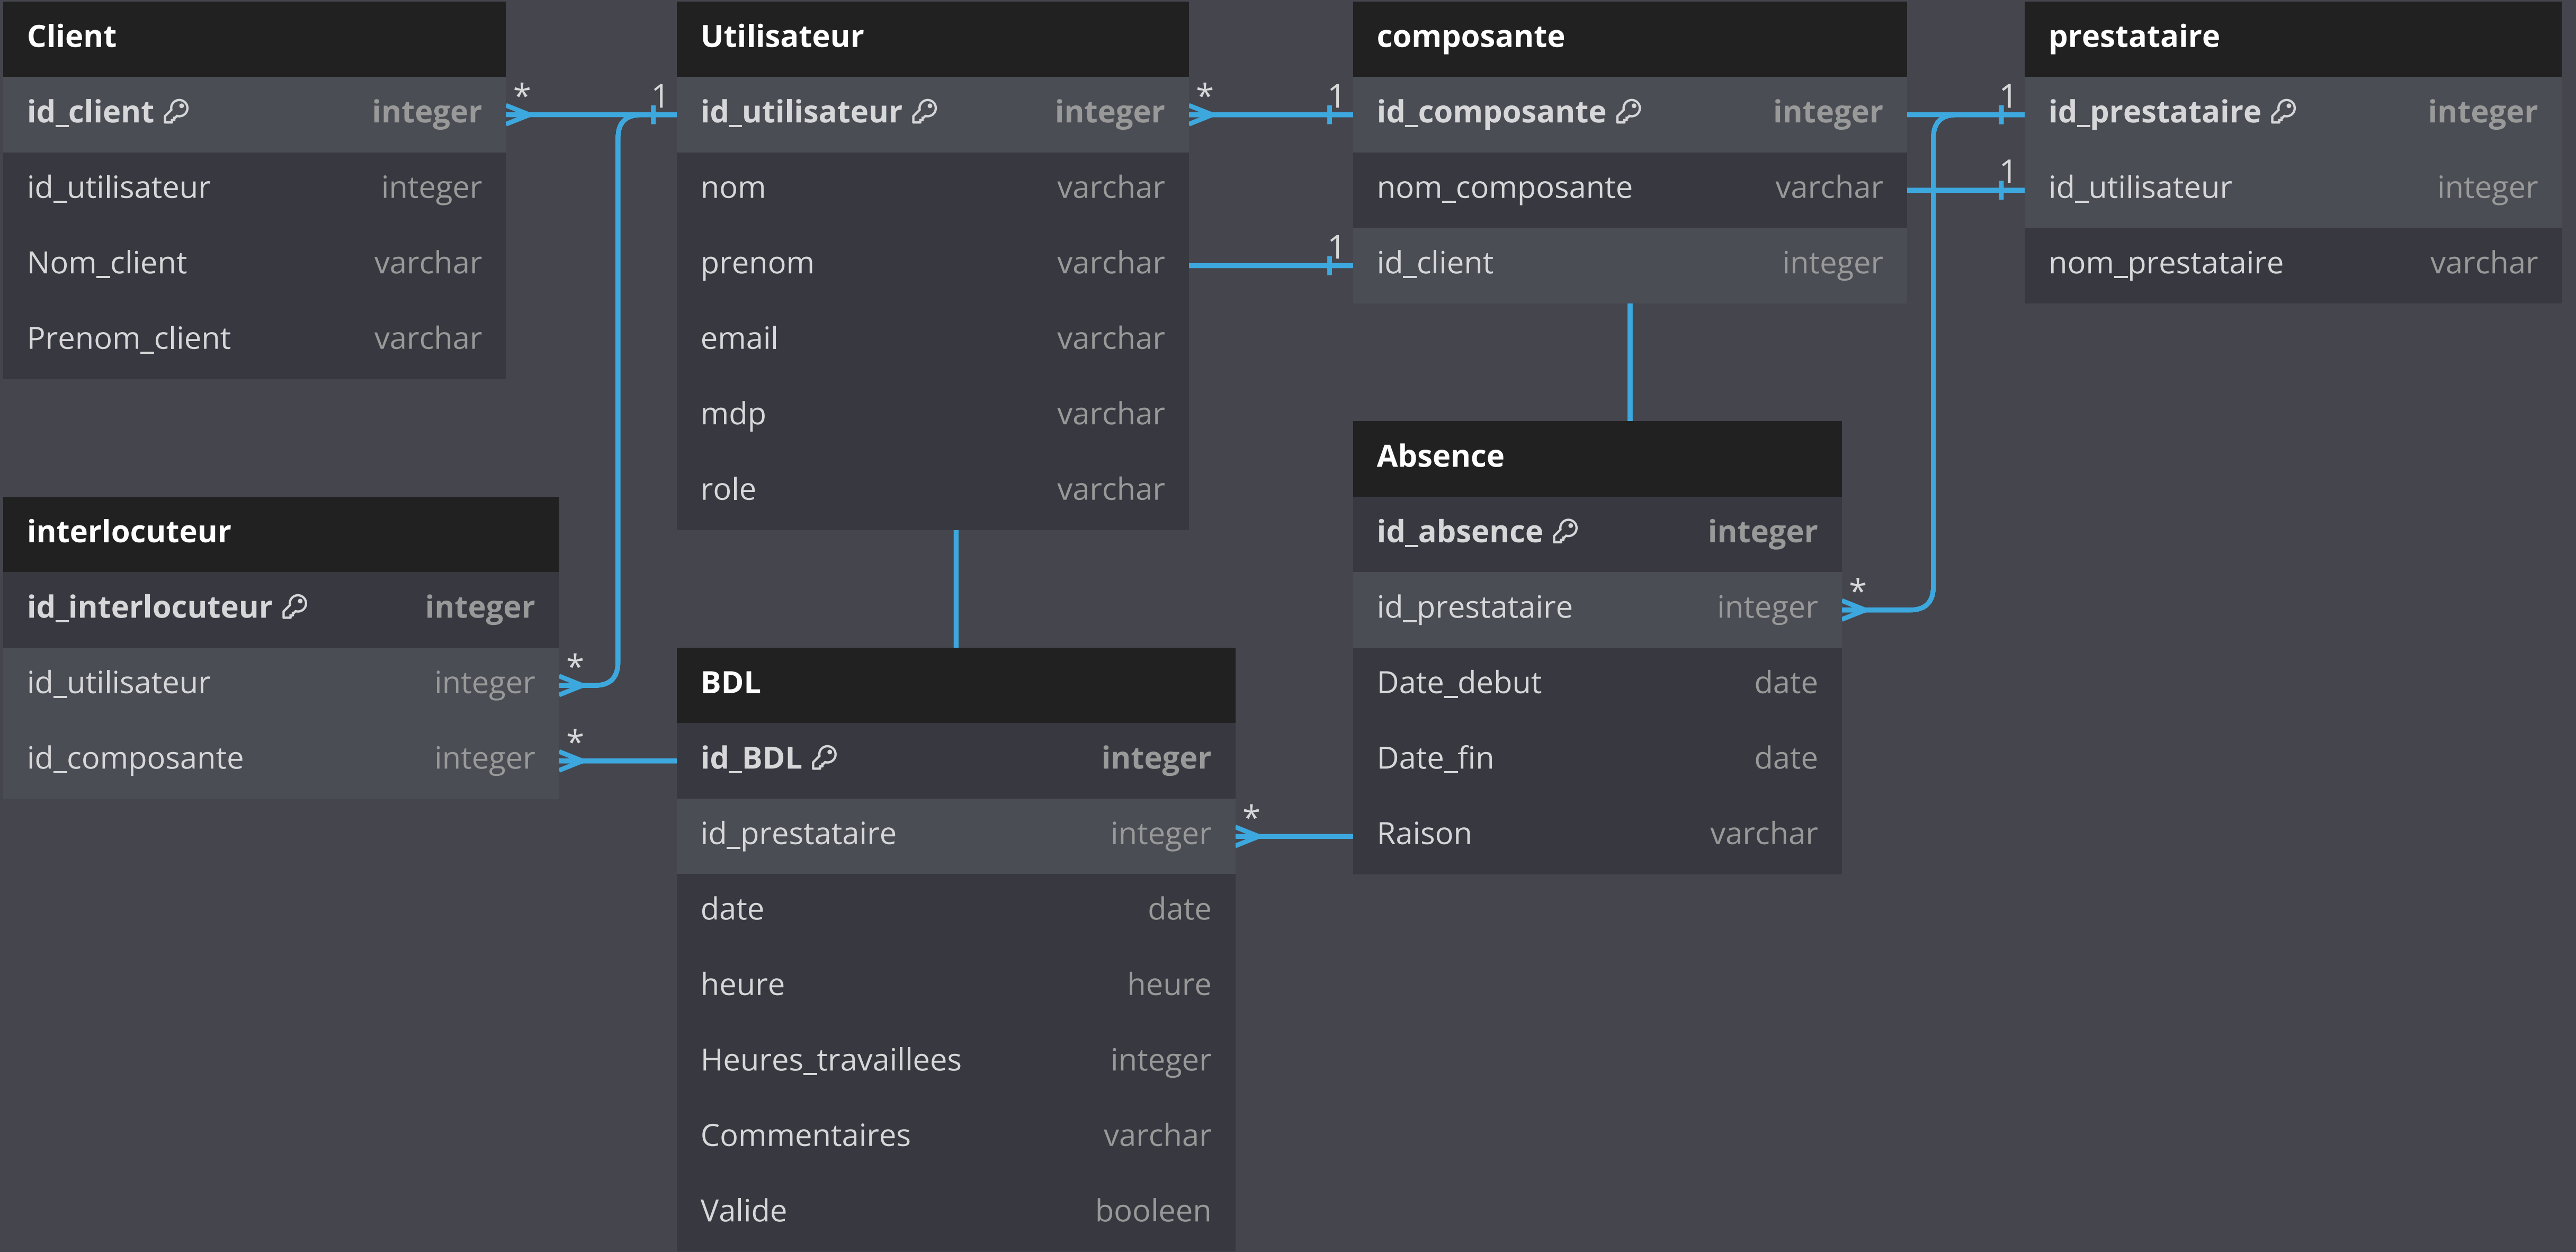 Client
id_client integer
id_utilisateur integer
Nom_client varchar
Prenom_client varchar
* 1
Utilisateur
id_utilisateur integer
nom varchar
prenom varchar
email varchar
mdp varchar
role varchar
* 1
1
composante
id_composante integer
nom_composante varchar
id_client integer
1
1
prestataire
id_prestataire integer
id_utilisateur integer
nom_prestataire varchar
interlocuteur
id_interlocuteur integer
id_utilisateur integer
id_composante integer
*
*
BDL
id_BDL integer
id_prestataire integer
date date
heure heure
Heures_travaillees integer
Commentaires varchar
Valide booleen
*
Absence
id_absence integer
id_prestataire integer
Date_debut date
Date_fin date
Raison varchar
*